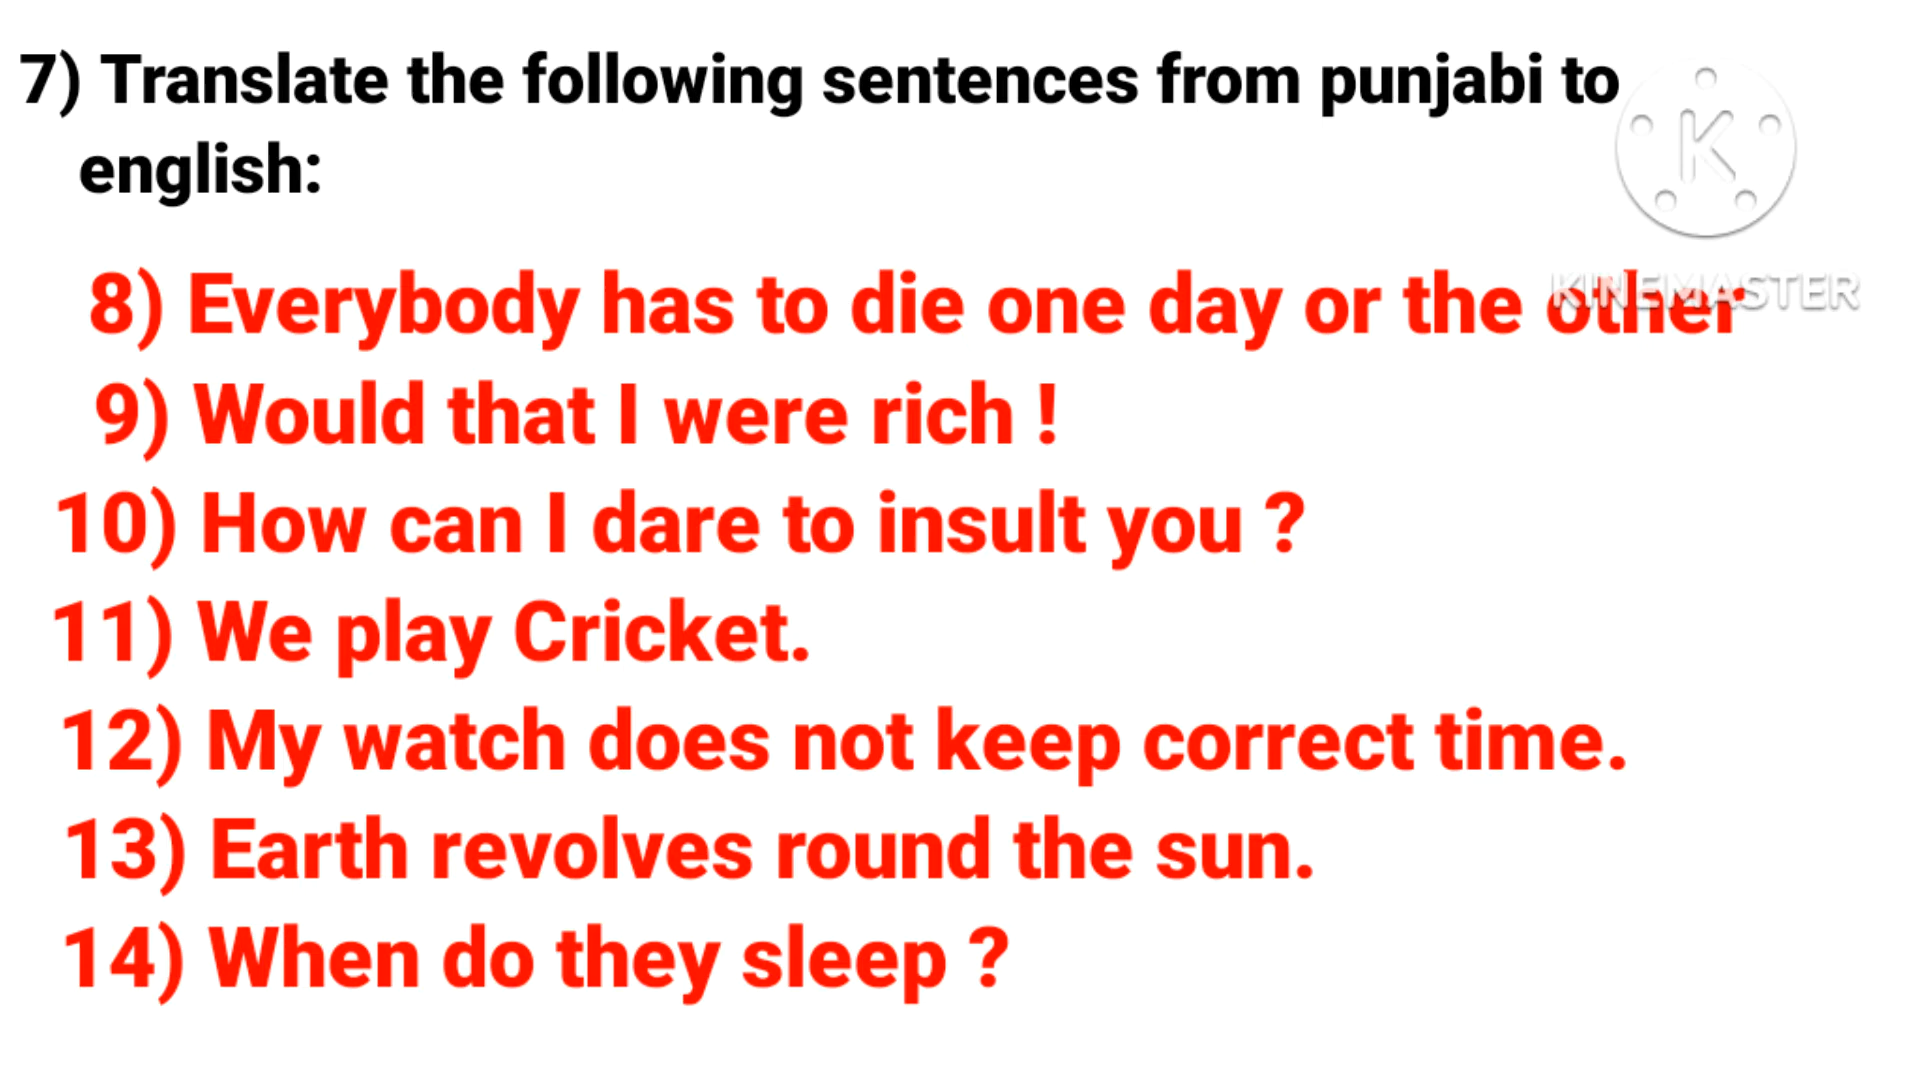 7) Translate the following sentences from punjabi to
english:
K
KINEMASTER
8) Everybody has to die one day or the other
9) Would that I were rich !
10) How can I dare to insult you ?
11) We play Cricket.
12) My watch does not keep correct time.
13) Earth revolves round the sun.
14) When do they sleep ?